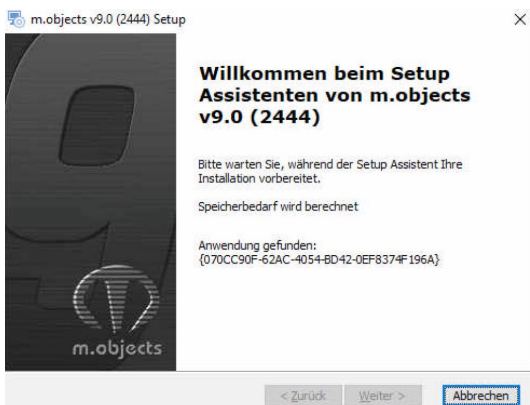 m.objects v9.0 (2444) Setup
Willkommen beim Setup
Assistenten von m.objects
v9.0 (2444)
Bitte warten Sie, während der Setup Assistent Ihre
Installation vorbereitet.
Speicherbedarf wird berechnet
Anwendung gefunden:
{070CC90F-62AC-4054-BD42-0EF8374F196A}
m.objects
< Zurück
Weiter >
Abbrechen